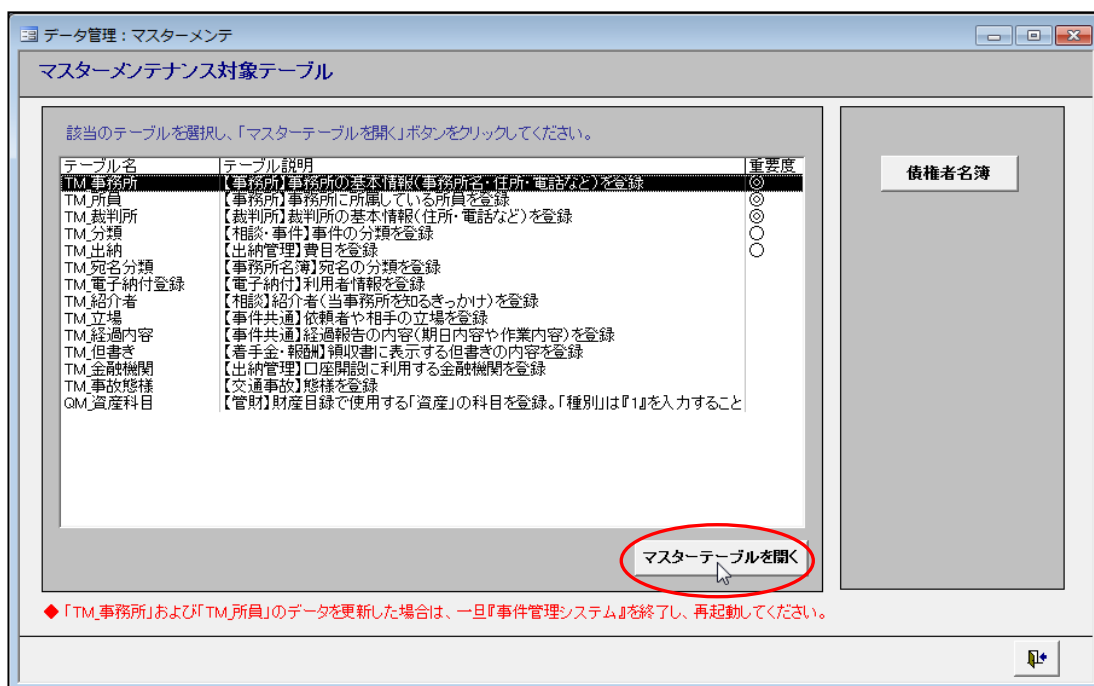 データ管理：マスターメンテ
マスターメンテナンス対象テーブル
該当のテーブルを選択し、「マスターテーブルを開く」ボタンをクリックしてください。
テーブル名 テーブル説明 重要度
TM_事務所 【事務所】事務所の基本情報(事務所名・住所・電話など)を登録 ◎
TM_所員 【事務所】事務所に所属している所員を登録 ◎
TM_裁判所 【裁判所】裁判所の基本情報(住所・電話など)を登録 ◎
TM_分類 【相談・事件】事件の分類を登録 ○
TM_出納 【出納管理】費目を登録 ○
TM_宛名分類 【事務所名簿】宛名の分類を登録
TM_電子納付登録 【電子納付】利用者情報を登録
TM_紹介者 【相談】紹介者(当事務所を知るきっかけ)を登録
TM_立場 【事件共通】依頼者や相手の立場を登録
TM_経過内容 【事件共通】経過報告の内容(期日内容や作業内容)を登録
TM_但書き 【着手金・報酬】領収書に表示する但書きの内容を登録
TM_金融機関 【出納管理】口座開設に利用する金融機関を登録
TM_事故態様 【交通事故】態様を登録
QM_資産科目 【管財】財産目録で使用する「資産」の科目を登録。「種別」は『1』を入力すること
債権者名簿
マスターテーブルを開く
◆「TM_事務所」および「TM_所員」のデータを更新した場合は、一旦『事件管理システム』を終了し、再起動してください。